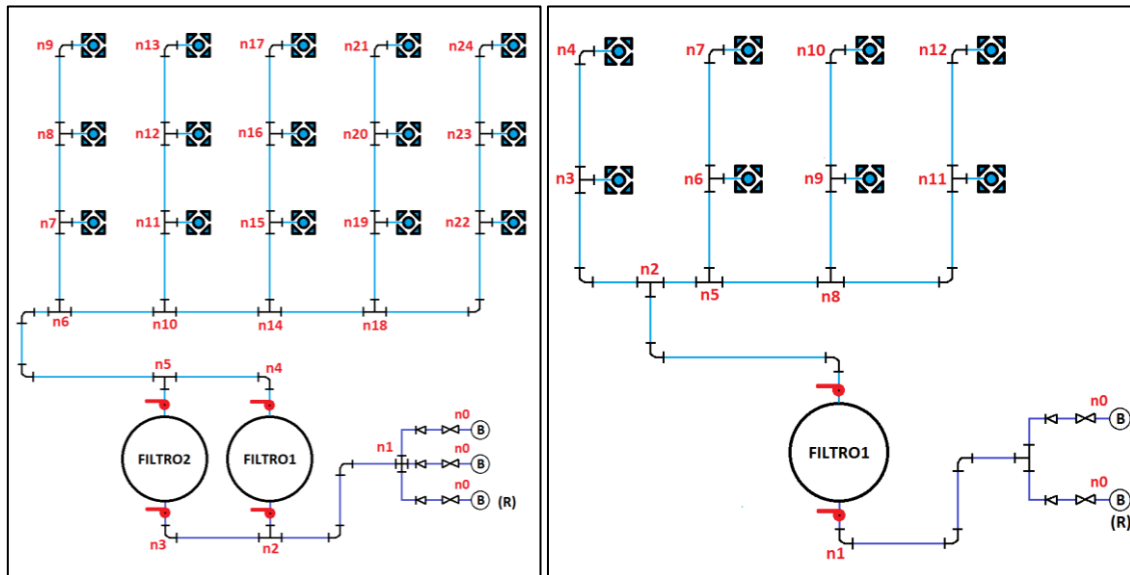 n9 n13 n17 n21 n24
n8 n12 n16 n20 n23
n7 n11 n15 n19 n22
n6 n10 n14 n18
n5 n4
n0
B
n1
n0
FILTRO2 FILTRO1
B
n0
B
(R)
n3 n2
n4 n7 n10 n12
n3 n6 n9 n11
n2
n5 n8
n0
B
FILTRO1
n0
B
(R)
n1